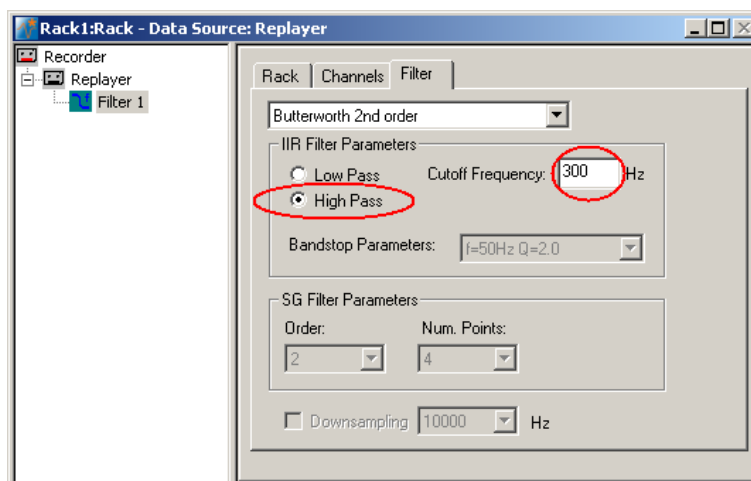 Rack1:Rack - Data Source: Replayer
Recorder
Replayer
Filter 1
Rack
Channels
Filter
Butterworth 2nd order
IIR Filter Parameters
Low Pass
Cutoff Frequency: 300 Hz
High Pass
Bandstop Parameters: f=50Hz Q=2.0
SG Filter Parameters
Order: Num. Points:
2 4
Downsampling 10000 Hz